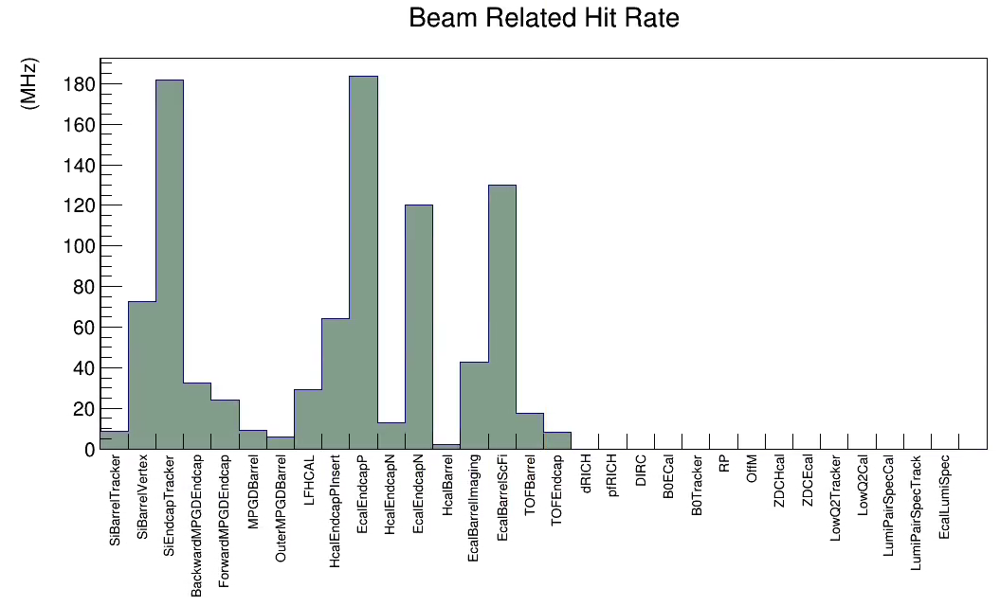 Beam Related Hit Rate
(MHz)
180
160
140
120
100
80
60
40
20
0
SiBarrelTracker
SiBarrelVertex
SiEndcapTracker
BackwardMPGDEndcap
ForwardMPGDEndcap
MPGDBarrel
OuterMPGDBarrel
LFHCAL
HcalEndcapPInsert
EcalEndcapP
HcalEndcapN
EcalEndcapN
HcalBarrel
EcalBarrelImaging
EcalBarrelScFi
TOFBarrel
TOFEndcap
dRICH
pfRICH
DIRC
B0ECal
B0Tracker
RP
OffM
ZDCHcal
ZDCEcal
LowQ2Tracker
LowQ2Cal
LumiPairSpecCal
LumiPairSpecTrack
EcalLumiSpec